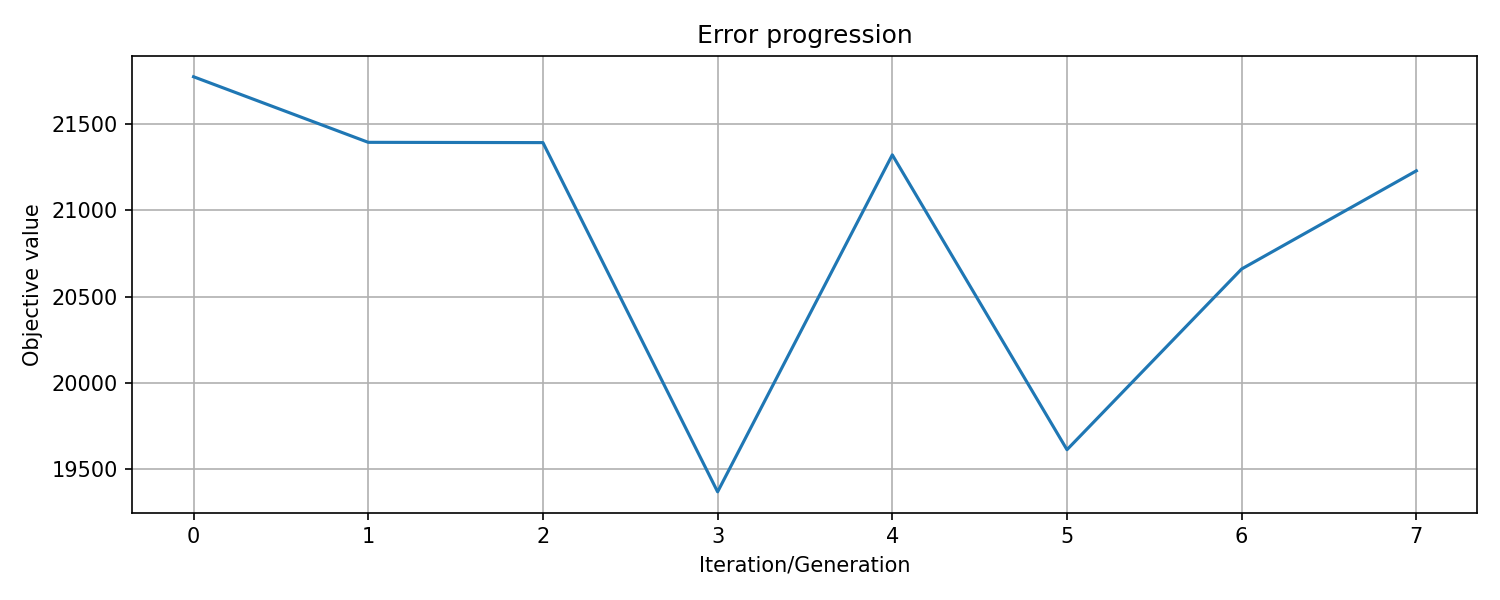 Error progression
21500
21000
20500
20000
19500
Objective value
0 1 2 3 4 5 6 7
Iteration/Generation